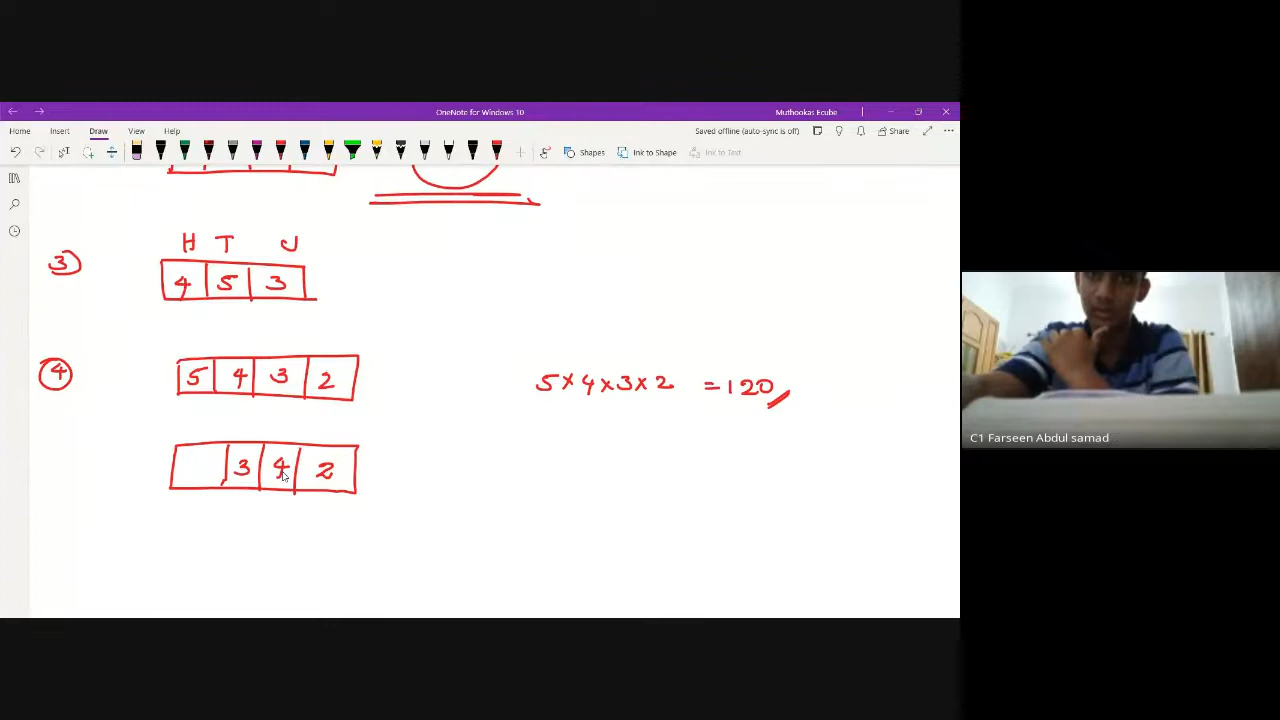 OneNote for Windows 10
Muthookas Ecube
Home Insert Draw View Help
Saved offline (auto-sync is off)
Share
Shapes
Ink to Shape
Ink to Text
H T U
3) 4 5 3
4 5 4 3 2
5×4×3×2 =120
3 4 2
C1 Farseen Abdul samad